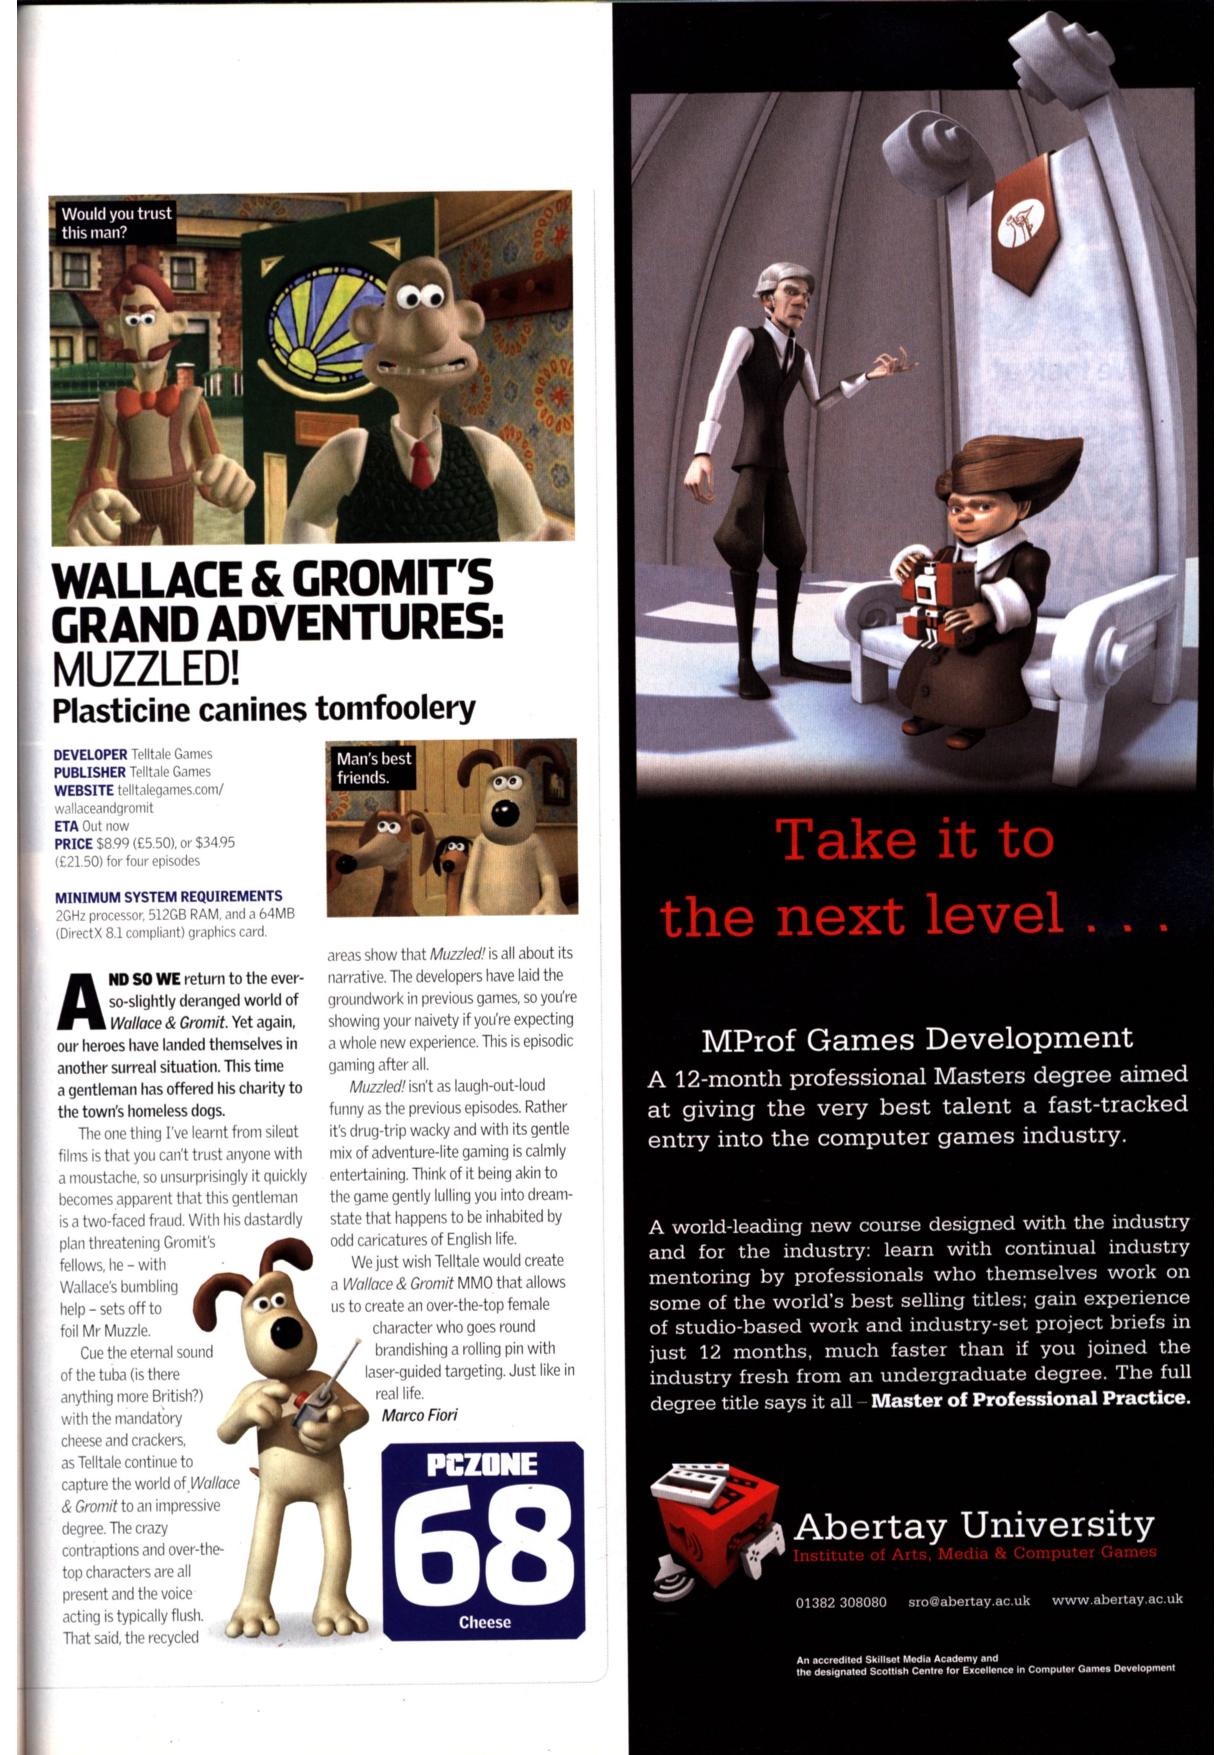 Would you trust
this man?
WALLACE & GROMIT'S
GRAND ADVENTURES:
MUZZLED!
Plasticine canines tomfoolery
DEVELOPER Telltale Games
PUBLISHER Telltale Games
WEBSITE telltalegames.com/
wallaceandgromit
ETA Out now
PRICE $8.99 (£5.50), or $34.95
(£21.50) for four episodes
MINIMUM SYSTEM REQUIREMENTS
2GHz processor, 512GB RAM, and a 64MB
(DirectX 8.1 compliant) graphics card.
AND SO WE return to the ever-
so-slightly deranged world of
Wallace & Gromit. Yet again,
our heroes have landed themselves in
another surreal situation. This time
a gentleman has offered his charity to
the town's homeless dogs.
The one thing I've learnt from silent
films is that you can't trust anyone with
a moustache, so unsurprisingly it quickly
becomes apparent that this gentleman
is a two-faced fraud. With his dastardly
plan threatening Gromit's
fellows, he – with
Wallace's bumbling
help – sets off to
foil Mr Muzzle.
Cue the eternal sound
of the tuba (is there
anything more British?)
with the mandatory
cheese and crackers,
as Telltale continue to
capture the world of Wallace
& Gromit to an impressive
degree. The crazy
contraptions and over-the-
top characters are all
present and the voice
acting is typically flush.
That said, the recycled
Man's best
friends.
areas show that Muzzled! is all about its
narrative. The developers have laid the
groundwork in previous games, so you're
showing your naivety if you're expecting
a whole new experience. This is episodic
gaming after all.
Muzzled! isn't as laugh-out-loud
funny as the previous episodes. Rather
it's drug-trip wacky and with its gentle
mix of adventure-lite gaming is calmly
entertaining. Think of it being akin to
the game gently lulling you into dream-
state that happens to be inhabited by
odd caricatures of English life.
We just wish Telltale would create
a Wallace & Gromit MMO that allows
us to create an over-the-top female
character who goes round
brandishing a rolling pin with
laser-guided targeting. Just like in
real life.
Marco Fiori
PCZONE
68
Cheese
Take it to
the next level . . .
MProf Games Development
A 12-month professional Masters degree aimed
at giving the very best talent a fast-tracked
entry into the computer games industry.
A world-leading new course designed with the industry
and for the industry: learn with continual industry
mentoring by professionals who themselves work on
some of the world's best selling titles; gain experience
of studio-based work and industry-set project briefs in
just 12 months, much faster than if you joined the
industry fresh from an undergraduate degree. The full
degree title says it all – Master of Professional Practice.
Abertay University
Institute of Arts, Media & Computer Games
01382 308080 sro@abertay.ac.uk www.abertay.ac.uk
An accredited Skillset Media Academy and
the designated Scottish Centre for Excellence in Computer Games Development